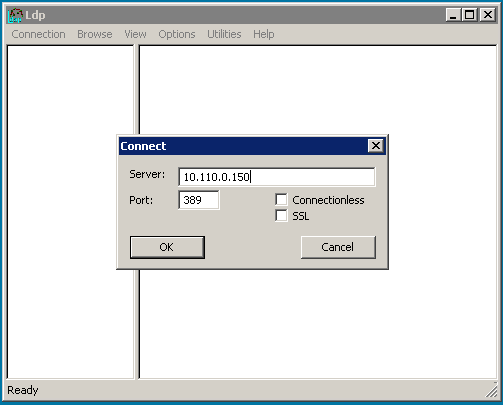 Ldp
Connection Browse View Options Utilities Help
Connect
Server: 10.110.0.150
Port: 389 Connectionless
SSL
OK Cancel
Ready